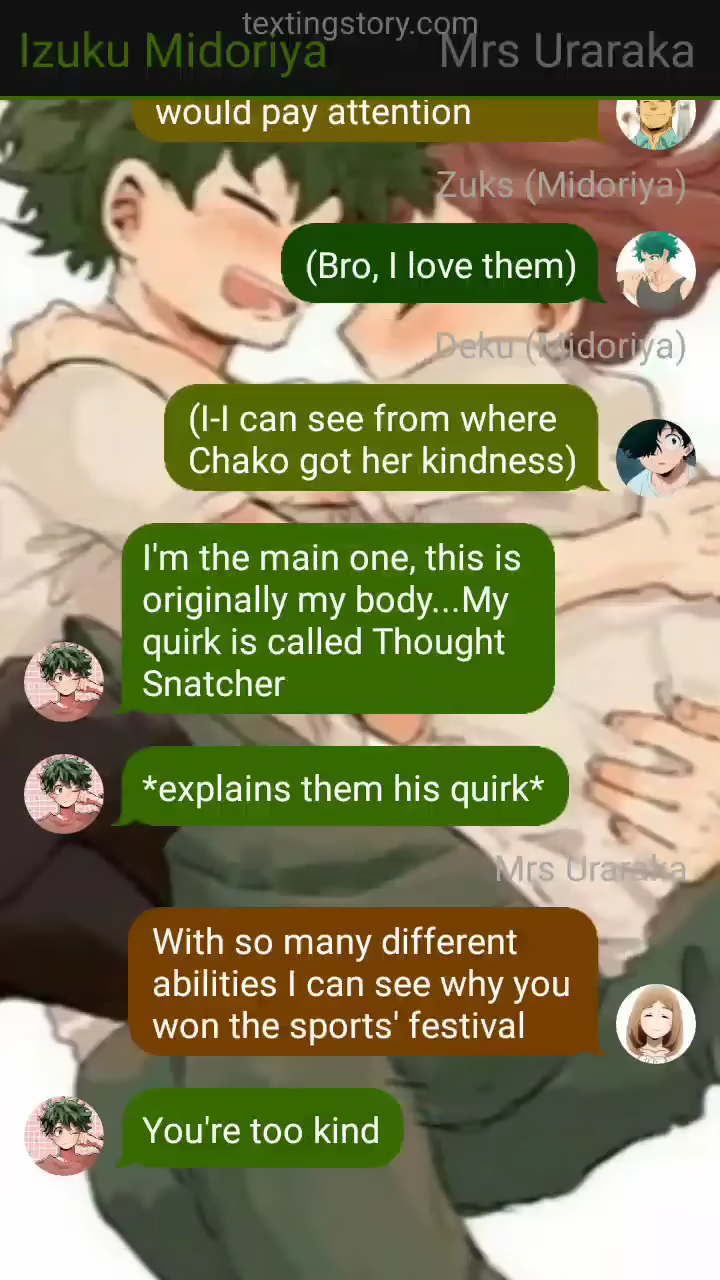 textingstory.com
Izuku Midoriya
Mrs Uraraka
would pay attention
Zuks (Midoriya)
(Bro, I love them)
Deku (Midoriya)
(I-I can see from where
Chako got her kindness)
I'm the main one, this is
originally my body...My
quirk is called Thought
Snatcher
*explains them his quirk*
Mrs Uraraka
With so many different
abilities I can see why you
won the sports' festival
You're too kind